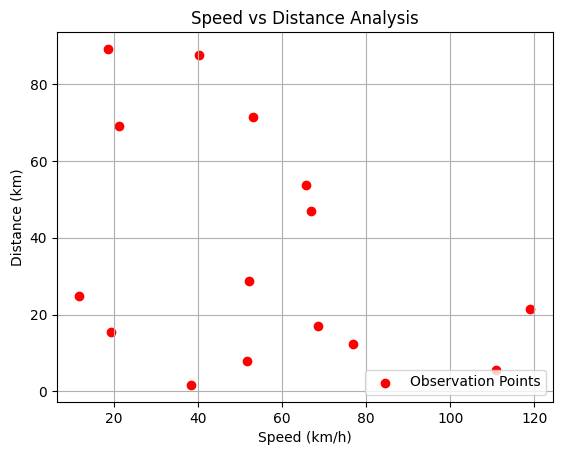 Speed vs Distance Analysis
Distance (km)
80
60
40
20
0
Observation Points
20 40 60 80 100 120
Speed (km/h)